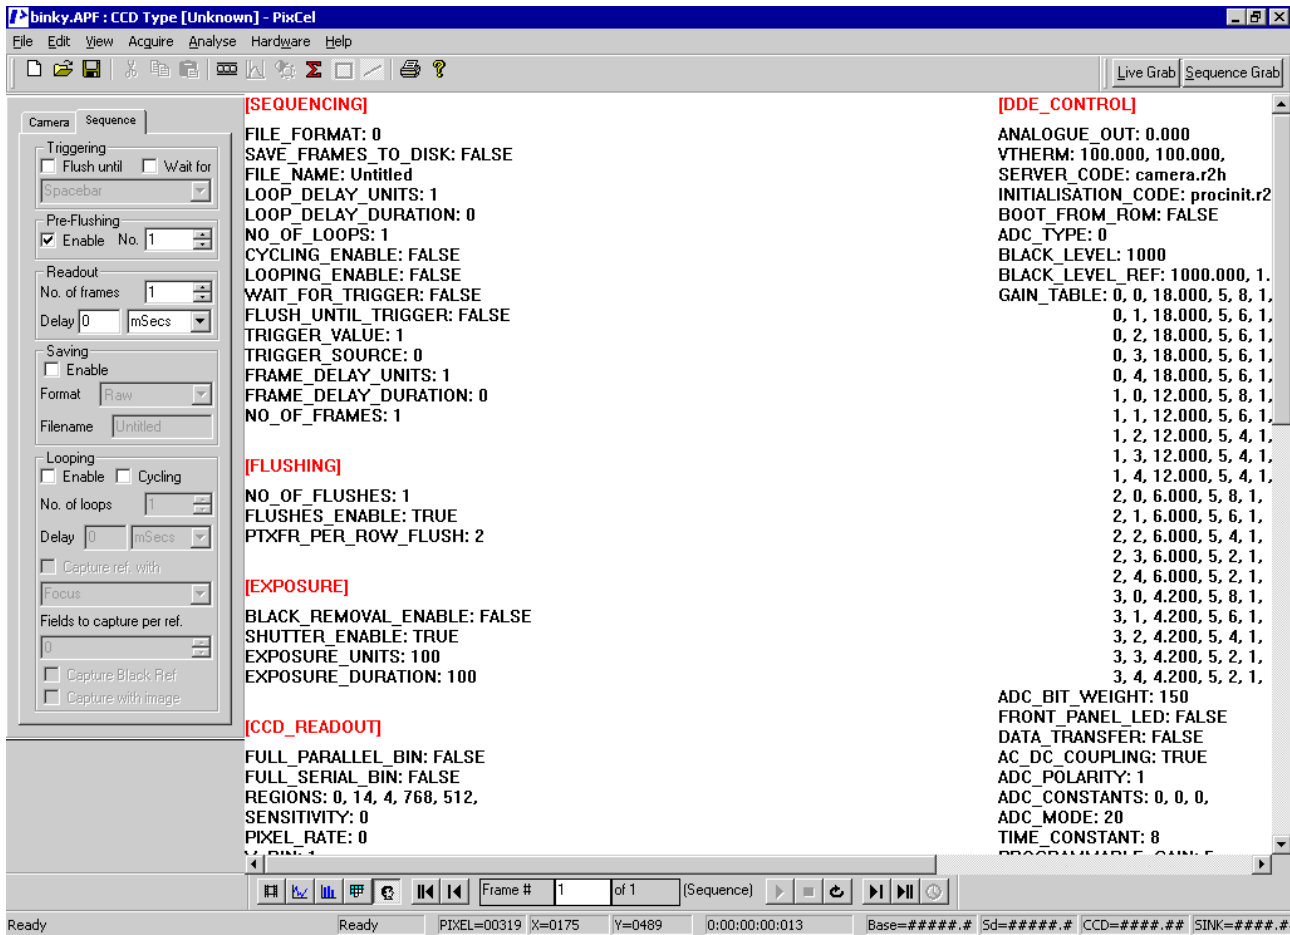 binky.APF : CCD Type [Unknown] - PixCel
File Edit View Acquire Analyse Hardware Help
Live Grab Sequence Grab
Camera Sequence
Triggering
Flush until Wait for
Spacebar
Pre-Flushing
Enable No. 1
Readout
No. of frames 1
Delay 0 mSecs
Saving
Enable
Format Raw
Filename Untitled
Looping
Enable Cycling
No. of loops 1
Delay 0 mSecs
Capture ref. with
Focus
Fields to capture per ref.
0
Capture Black Ref
Capture with image
[SEQUENCING]
FILE_FORMAT: 0
SAVE_FRAMES_TO_DISK: FALSE
FILE_NAME: Untitled
LOOP_DELAY_UNITS: 1
LOOP_DELAY_DURATION: 0
NO_OF_LOOPS: 1
CYCLING_ENABLE: FALSE
LOOPING_ENABLE: FALSE
WAIT_FOR_TRIGGER: FALSE
FLUSH_UNTIL_TRIGGER: FALSE
TRIGGER_VALUE: 1
TRIGGER_SOURCE: 0
FRAME_DELAY_UNITS: 1
FRAME_DELAY_DURATION: 0
NO_OF_FRAMES: 1
[FLUSHING]
NO_OF_FLUSHES: 1
FLUSHES_ENABLE: TRUE
PTXFR_PER_ROW_FLUSH: 2
[EXPOSURE]
BLACK_REMOVAL_ENABLE: FALSE
SHUTTER_ENABLE: TRUE
EXPOSURE_UNITS: 100
EXPOSURE_DURATION: 100
[CCD_READOUT]
FULL_PARALLEL_BIN: FALSE
FULL_SERIAL_BIN: FALSE
REGIONS: 0, 14, 4, 768, 512,
SENSITIVITY: 0
PIXEL_RATE: 0
[DDE_CONTROL]
ANALOGUE_OUT: 0.000
VTHERM: 100.000, 100.000,
SERVER_CODE: camera.r2h
INITIALISATION_CODE: procinit.r2
BOOT_FROM_ROM: FALSE
ADC_TYPE: 0
BLACK_LEVEL: 1000
BLACK_LEVEL_REF: 1000.000, 1.
GAIN_TABLE: 0, 0, 18.000, 5, 8, 1,
0, 1, 18.000, 5, 6, 1,
0, 2, 18.000, 5, 6, 1,
0, 3, 18.000, 5, 6, 1,
0, 4, 18.000, 5, 6, 1,
1, 0, 12.000, 5, 8, 1,
1, 1, 12.000, 5, 6, 1,
1, 2, 12.000, 5, 4, 1,
1, 3, 12.000, 5, 4, 1,
1, 4, 12.000, 5, 4, 1,
2, 0, 6.000, 5, 8, 1,
2, 1, 6.000, 5, 6, 1,
2, 2, 6.000, 5, 4, 1,
2, 3, 6.000, 5, 2, 1,
2, 4, 6.000, 5, 2, 1,
3, 0, 4.200, 5, 8, 1,
3, 1, 4.200, 5, 6, 1,
3, 2, 4.200, 5, 4, 1,
3, 3, 4.200, 5, 2, 1,
3, 4, 4.200, 5, 2, 1,
ADC_BIT_WEIGHT: 150
FRONT_PANEL_LED: FALSE
DATA_TRANSFER: FALSE
AC_DC_COUPLING: TRUE
ADC_POLARITY: 1
ADC_CONSTANTS: 0, 0, 0,
ADC_MODE: 20
TIME_CONSTANT: 8
Frame # 1 of 1 (Sequence)
Ready Ready PIXEL=00319 X=0175 Y=0489 0:00:00:00:013 Base=#####.# Sd=#####.# CCD=####.## SINK=####.#